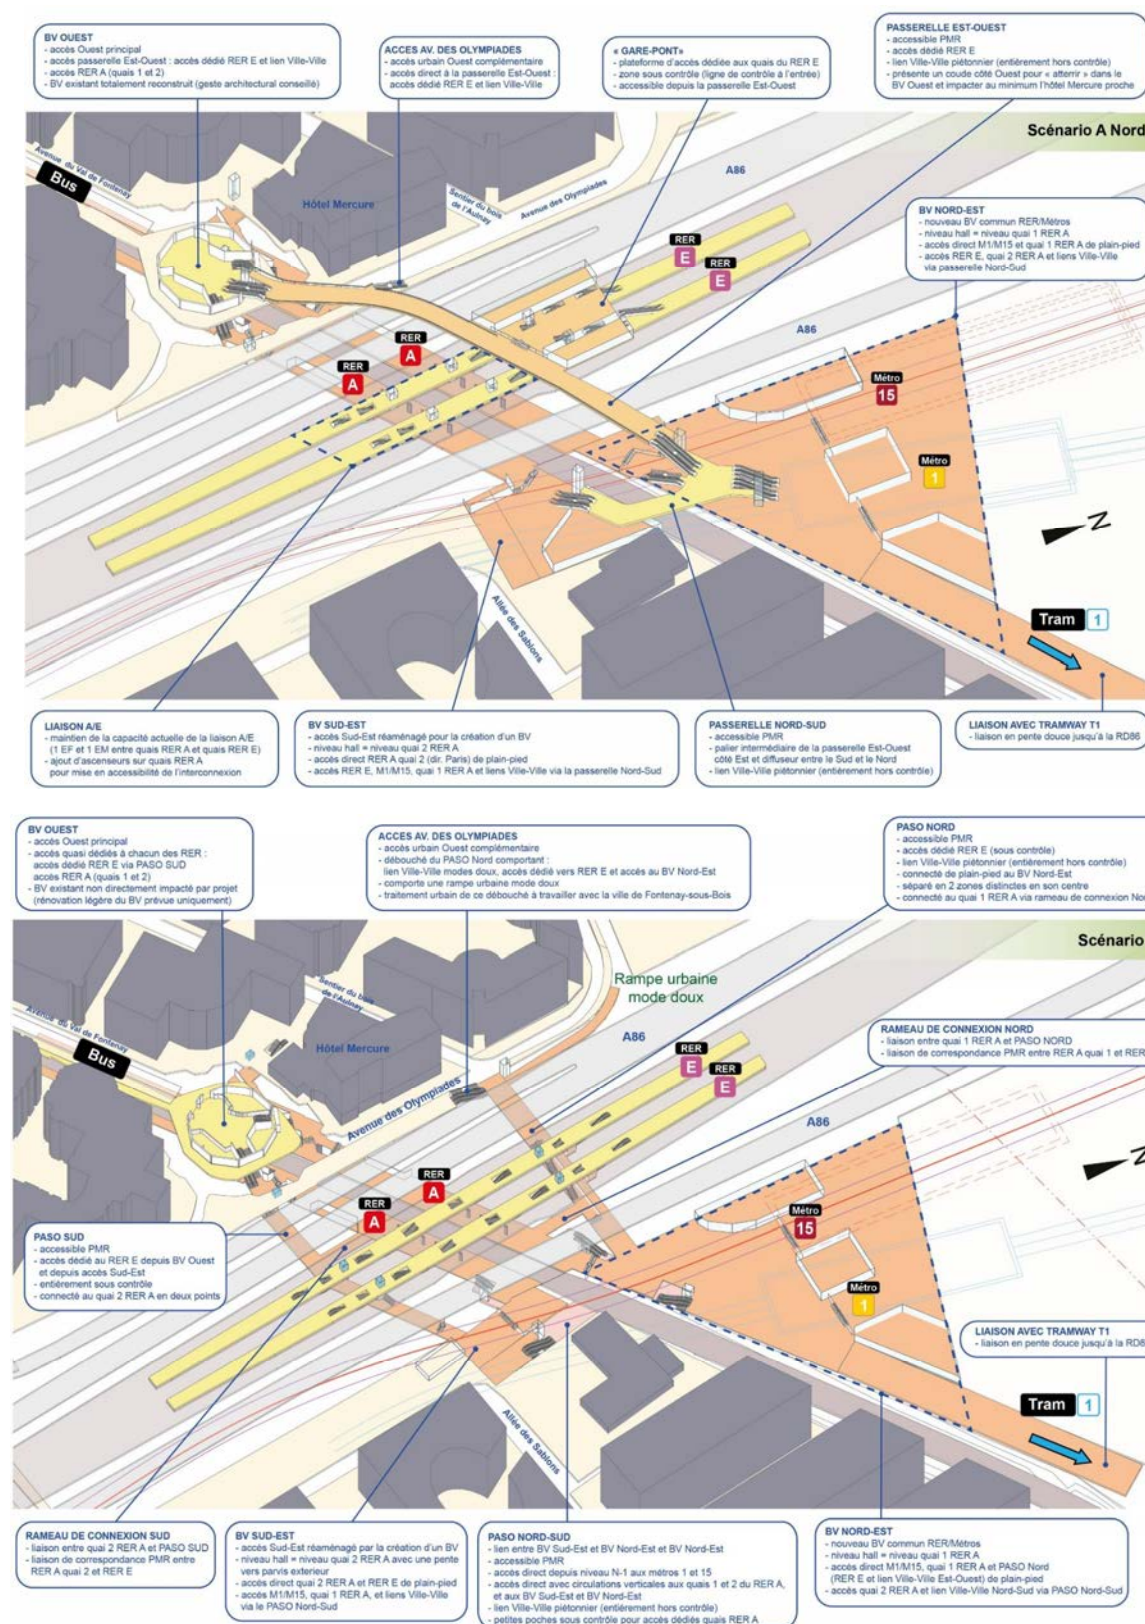 BV OUEST
- accès Ouest principal
- accès passerelle Est-Ouest : accès dédié RER E et lien Ville-Ville
- accès RER A (quais 1 et 2)
- BV existant totalement reconstruit (geste architectural conseillé)
ACCES AV. DES OLYMPIADES
- accès urbain Ouest complémentaire
- accès direct à la passerelle Est-Ouest :
accès dédié RER E et lien Ville-Ville
« GARE-PONT»
- plateforme d'accès dédiée aux quais du RER E
- zone sous contrôle (ligne de contrôle à l'entrée)
- accessible depuis la passerelle Est-Ouest
PASSERELLE EST-OUEST
- accessible PMR
- accès dédié RER E
- lien Ville-Ville piétonnier (entièrement hors contrôle)
- présente un coude côté Ouest pour « atterrir » dans le
BV Ouest et impacter au minimum l'hôtel Mercure proche
Scénario A Nord
Avenue du Val de Fontenay
Bus
Hôtel Mercure
Sentier du bois
de l'Aulnay
Avenue des Olympiades
A86
BV NORD-EST
- nouveau BV commun RER/Métros
- niveau hall = niveau quai 1 RER A
- accès direct M1/M15 et quai 1 RER A de plain-pied
- accès RER E, quai 2 RER A et liens Ville-Ville
via passerelle Nord-Sud
RER
E
RER
E
A86
RER
A
RER
A
Métro
15
Métro
1
N
Allée des Sablons
Tram 1
LIAISON A/E
- maintien de la capacité actuelle de la liaison A/E
(1 EF et 1 EM entre quais RER A et quais RER E)
- ajout d'ascenseurs sur quais RER A
pour mise en accessibilité de l'interconnexion
BV SUD-EST
- accès Sud-Est réaménagé pour la création d'un BV
- niveau hall = niveau quai 2 RER A
- accès direct RER A quai 2 (dir. Paris) de plain-pied
- accès RER E, M1/M15, quai 1 RER A et liens Ville-Ville via la passerelle Nord-Sud
PASSERELLE NORD-SUD
- accessible PMR
- palier intermédiaire de la passerelle Est-Ouest
côté Est et diffuseur entre le Sud et le Nord
- lien Ville-Ville piétonnier (entièrement hors contrôle)
LIAISON AVEC TRAMWAY T1
- liaison en pente douce jusqu'à la RD86
BV OUEST
- accès Ouest principal
- accès quasi dédiés à chacun des RER :
accès dédié RER E via PASO SUD
accès RER A (quais 1 et 2)
- BV existant non directement impacté par projet
(rénovation légère du BV prévue uniquement)
ACCES AV. DES OLYMPIADES
- accès urbain Ouest complémentaire
- débouché du PASO Nord comportant :
lien Ville-Ville modes doux, accès dédié vers RER E et accès au BV Nord-Est
- comporte une rampe urbaine mode doux
- traitement urbain de ce débouché à travailler avec la ville de Fontenay-sous-Bois
PASO NORD
- accessible PMR
- accès dédié RER E (sous contrôle)
- lien Ville-Ville piétonnier (entièrement hors contrôle)
- connecté de plain-pied au BV Nord-Est
- séparé en 2 zones distinctes en son centre
- connecté au quai 1 RER A via rameau de connexion Nor
Scénario
Rampe urbaine
mode doux
Sentier du bois
de l'Aulnay
Avenue du Val de Fontenay
Bus
Hôtel Mercure
A86
RAMEAU DE CONNEXION NORD
- liaison entre quai 1 RER A et PASO NORD
- liaison de correspondance PMR entre RER A quai 1 et RER
RER
E
RER
E
Avenue des Olympiades
A86
N
RER
A
RER
A
Métro
15
Métro
1
PASO SUD
- accessible PMR
- accès dédié au RER E depuis BV Ouest
et depuis accès Sud-Est
- entièrement sous contrôle
- connecté au quai 2 RER A en deux points
LIAISON AVEC TRAMWAY T1
- liaison en pente douce jusqu'à la RD8
Allée des Sablons
Tram 1
RAMEAU DE CONNEXION SUD
- liaison entre quai 2 RER A et PASO SUD
- liaison de correspondance PMR entre
RER A quai 2 et RER E
BV SUD-EST
- accès Sud-Est réaménagé par la création d'un BV
- niveau hall = niveau quai 2 RER A avec une pente
vers parvis exterieur
- accès direct quai 2 RER A et RER E de plain-pied
- accès M1/M15, quai 1 RER A, et liens Ville-Ville
via le PASO Nord-Sud
PASO NORD-SUD
- lien entre BV Sud-Est et BV Nord-Est et BV Nord-Est
- accessible PMR
- accès direct depuis niveau N-1 aux métros 1 et 15
- accès direct avec circulations verticales aux quais 1 et 2 du RER A,
et aux BV Sud-Est et BV Nord-Est
- lien Ville-Ville piétonnier (entièrement hors contrôle)
- petites poches sous contrôle pour accès dédiés quais RER A
BV NORD-EST
- nouveau BV commun RER/Métros
- niveau hall = niveau quai 1 RER A
- accès direct M1/M15, quai 1 RER A et PASO Nord
(RER E et lien Ville-Ville Est-Ouest) de plain-pied
- accès quai 2 RER A et lien Ville-Ville Nord-Sud via PASO Nord-Sud